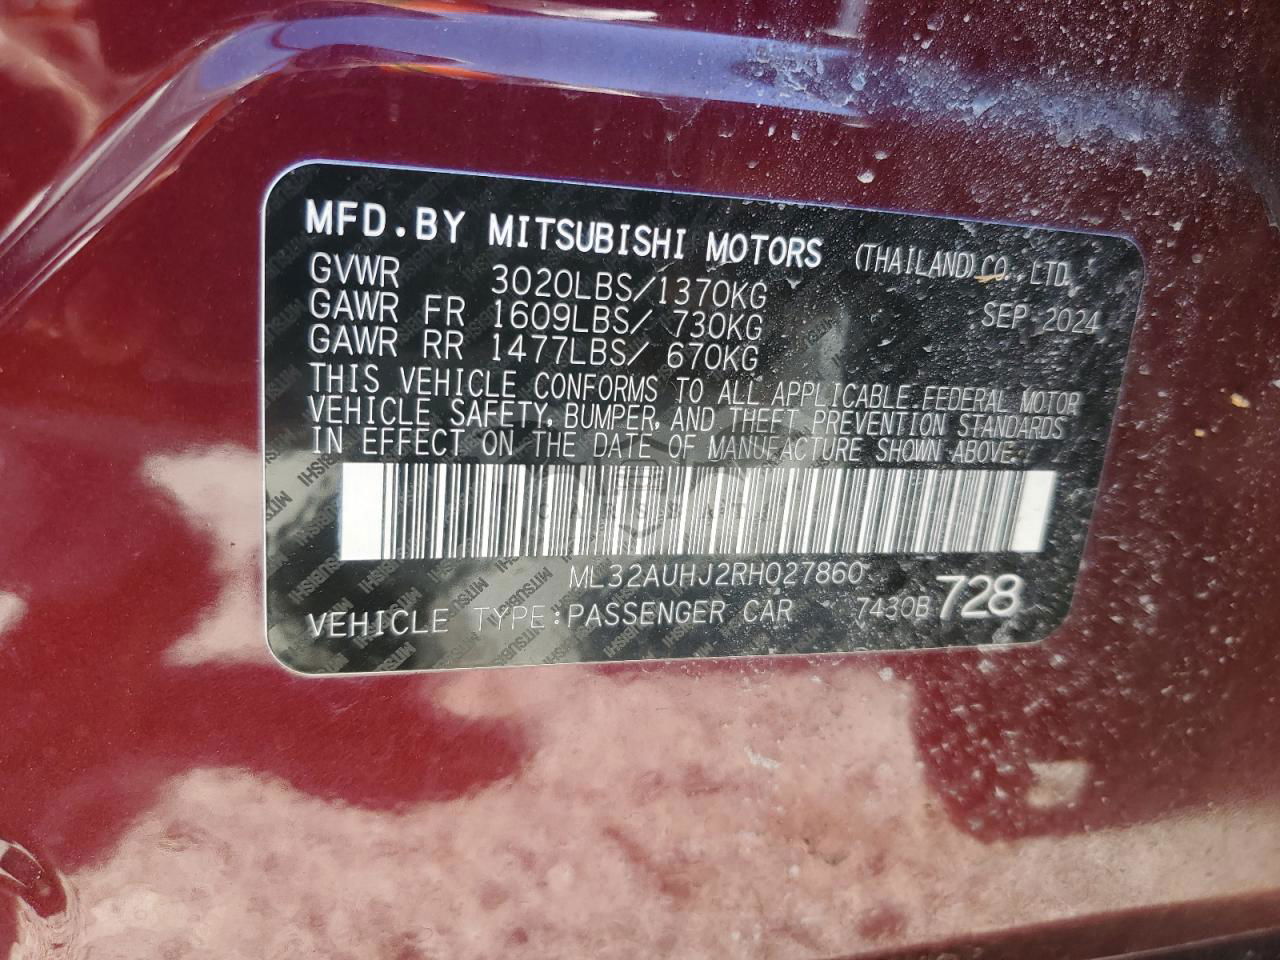 MFD.BY MITSUBISHI MOTORS (THAILAND) CO., LTD.
GVWR 3020LBS/1370KG SEP 2024
GAWR FR 1609LBS/ 730KG
GAWR RR 1477LBS/ 670KG
THIS VEHICLE CONFORMS TO ALL APPLICABLE FEDERAL MOTOR
VEHICLE SAFETY, BUMPER, AND THEFT PREVENTION STANDARDS
IN EFFECT ON THE DATE OF MANUFACTURE SHOWN ABOVE.
ML32AUHJ2RH027860
VEHICLE TYPE:PASSENGER CAR 7430B 728